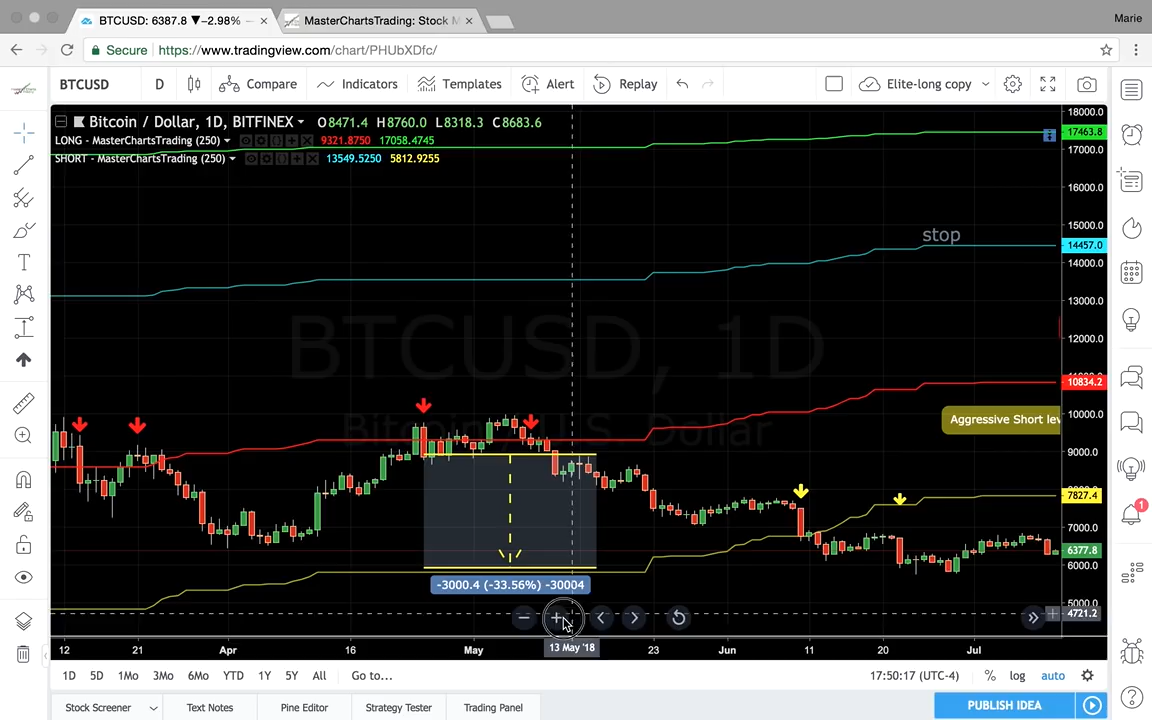 BTCUSD: 6387.8 ▼−2.98%
MasterChartsTrading: Stock M
Marie
Secure
https://www.tradingview.com/chart/PHUbXDfc/
BTCUSD D Compare Indicators Templates Alert Replay Elite-long copy
Bitcoin / Dollar, 1D, BITFINEX O8471.4 H8760.0 L8318.3 C8683.6
LONG - MasterChartsTrading (250) 9321.8750 17058.4745
SHORT - MasterChartsTrading (250) 13549.5250 5812.9255
18000.0
17463.8
17000.0
16000.0
15000.0
stop
14457.0
14000.0
13000.0
12000.0
BTCUSD, 1D
Bitcoin / U.S. Dollar
10834.2
10000.0
Aggressive Short lev
9000.0
7827.4
7000.0
6377.8
6000.0
-3000.4 (-33.56%) -30004
5000.0
4721.2
12 21 Apr 16 May 13 May '18 23 Jun 11 20 Jul
1D 5D 1Mo 3Mo 6Mo YTD 1Y 5Y All Go to... 17:50:17 (UTC-4) % log auto
Stock Screener Text Notes Pine Editor Strategy Tester Trading Panel PUBLISH IDEA
1